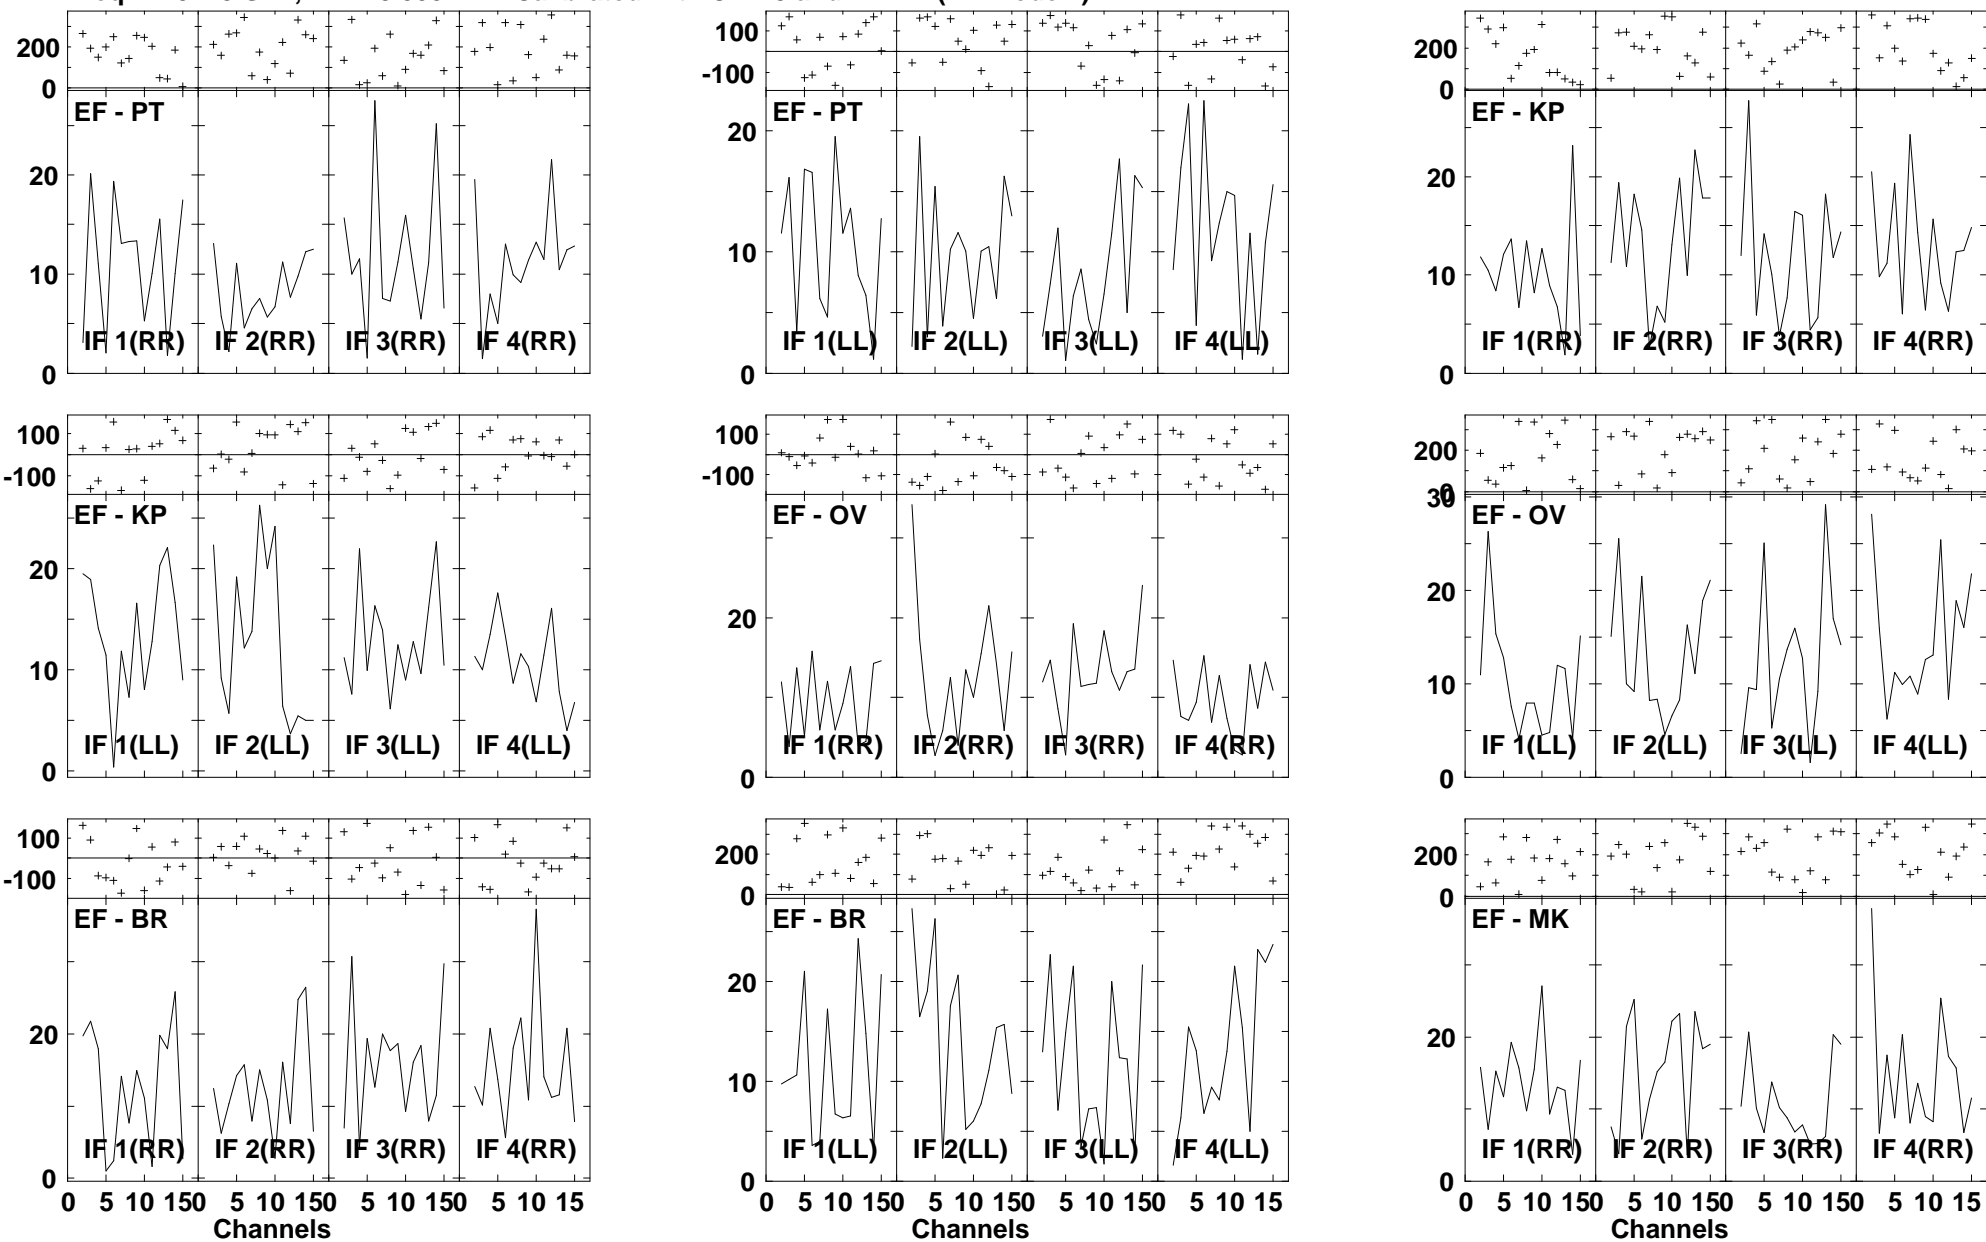 200 100 200
0 -100 0
EF - PT EF - PT EF - KP
20 20 20
10 10 10
IF 1(RR) IF 2(RR) IF 3(RR) IF 4(RR) IF 1(LL) IF 2(LL) IF 3(LL) IF 4(LL) IF 1(RR) IF 2(RR) IF 3(RR) IF 4(RR)
0 0 0
100 100 200
-100 -100 0
30
EF - KP EF - OV EF - OV
20 20 20
10 10
IF 1(LL) IF 2(LL) IF 3(LL) IF 4(LL) IF 1(RR) IF 2(RR) IF 3(RR) IF 4(RR) IF 1(LL) IF 2(LL) IF 3(LL) IF 4(LL)
0 0 0
100 200 200
-100 0 0
EF - BR EF - BR EF - MK
20 20 20
10
IF 1(RR) IF 2(RR) IF 3(RR) IF 4(RR) IF 1(LL) IF 2(LL) IF 3(LL) IF 4(LL) IF 1(RR) IF 2(RR) IF 3(RR) IF 4(RR)
0 0 0
0 5 10 150 5 10 150 5 10 150 5 10 15 0 5 10 150 5 10 150 5 10 150 5 10 15 0 5 10 150 5 10 150 5 10 150 5 10 15
Channels Channels Channels